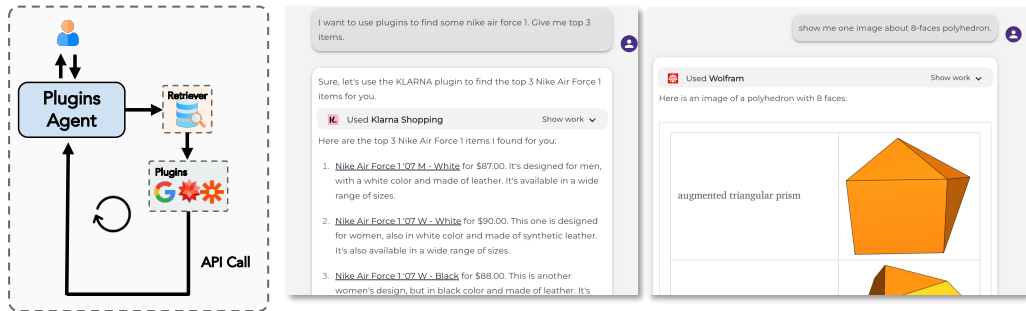 Plugins
Agent
Retriever
Plugins
API Call
I want to use plugins to find some nike air force 1. Give me top 3
items.
Sure, let's use the KLARNA plugin to find the top 3 Nike Air Force 1
items for you.
K. Used Klarna Shopping Show work
Here are the top 3 Nike Air Force 1 items I found for you:
1. Nike Air Force 1 '07 M - White for $87.00. It's designed for men,
with a white color and made of leather. It's available in a wide
range of sizes.
2. Nike Air Force 1 '07 W - White for $90.00. This one is designed
for women, also in white color and made of synthetic leather.
It's also available in a wide range of sizes.
3. Nike Air Force 1 '07 W - Black for $88.00. This is another
women's design, but in black color and made of leather. It's
show me one image about 8-faces polyhedron.
Used Wolfram Show work
Here is an image of a polyhedron with 8 faces:
augmented triangular prism